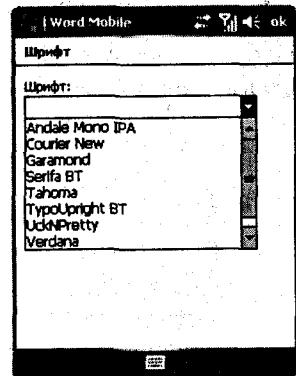 Word Mobile ok
Шрифт
Шрифт:
Andale Mono IPA
Courier New
Garamond
Serifa BT
Tahoma
TypoUpright BT
UckNPretty
Verdana